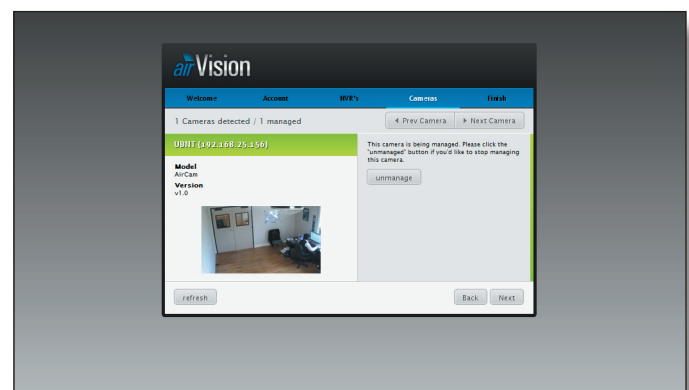 airVision
Welcome Account NVR's Cameras Finish
1 Cameras detected / 1 managed
Prev Camera Next Camera
UBNT (192.168.25.156)
Model
AirCam
Version
v1.0
This camera is being managed. Please click the
"unmanaged" button if you'd like to stop managing
this camera.
unmanage
refresh
Back Next